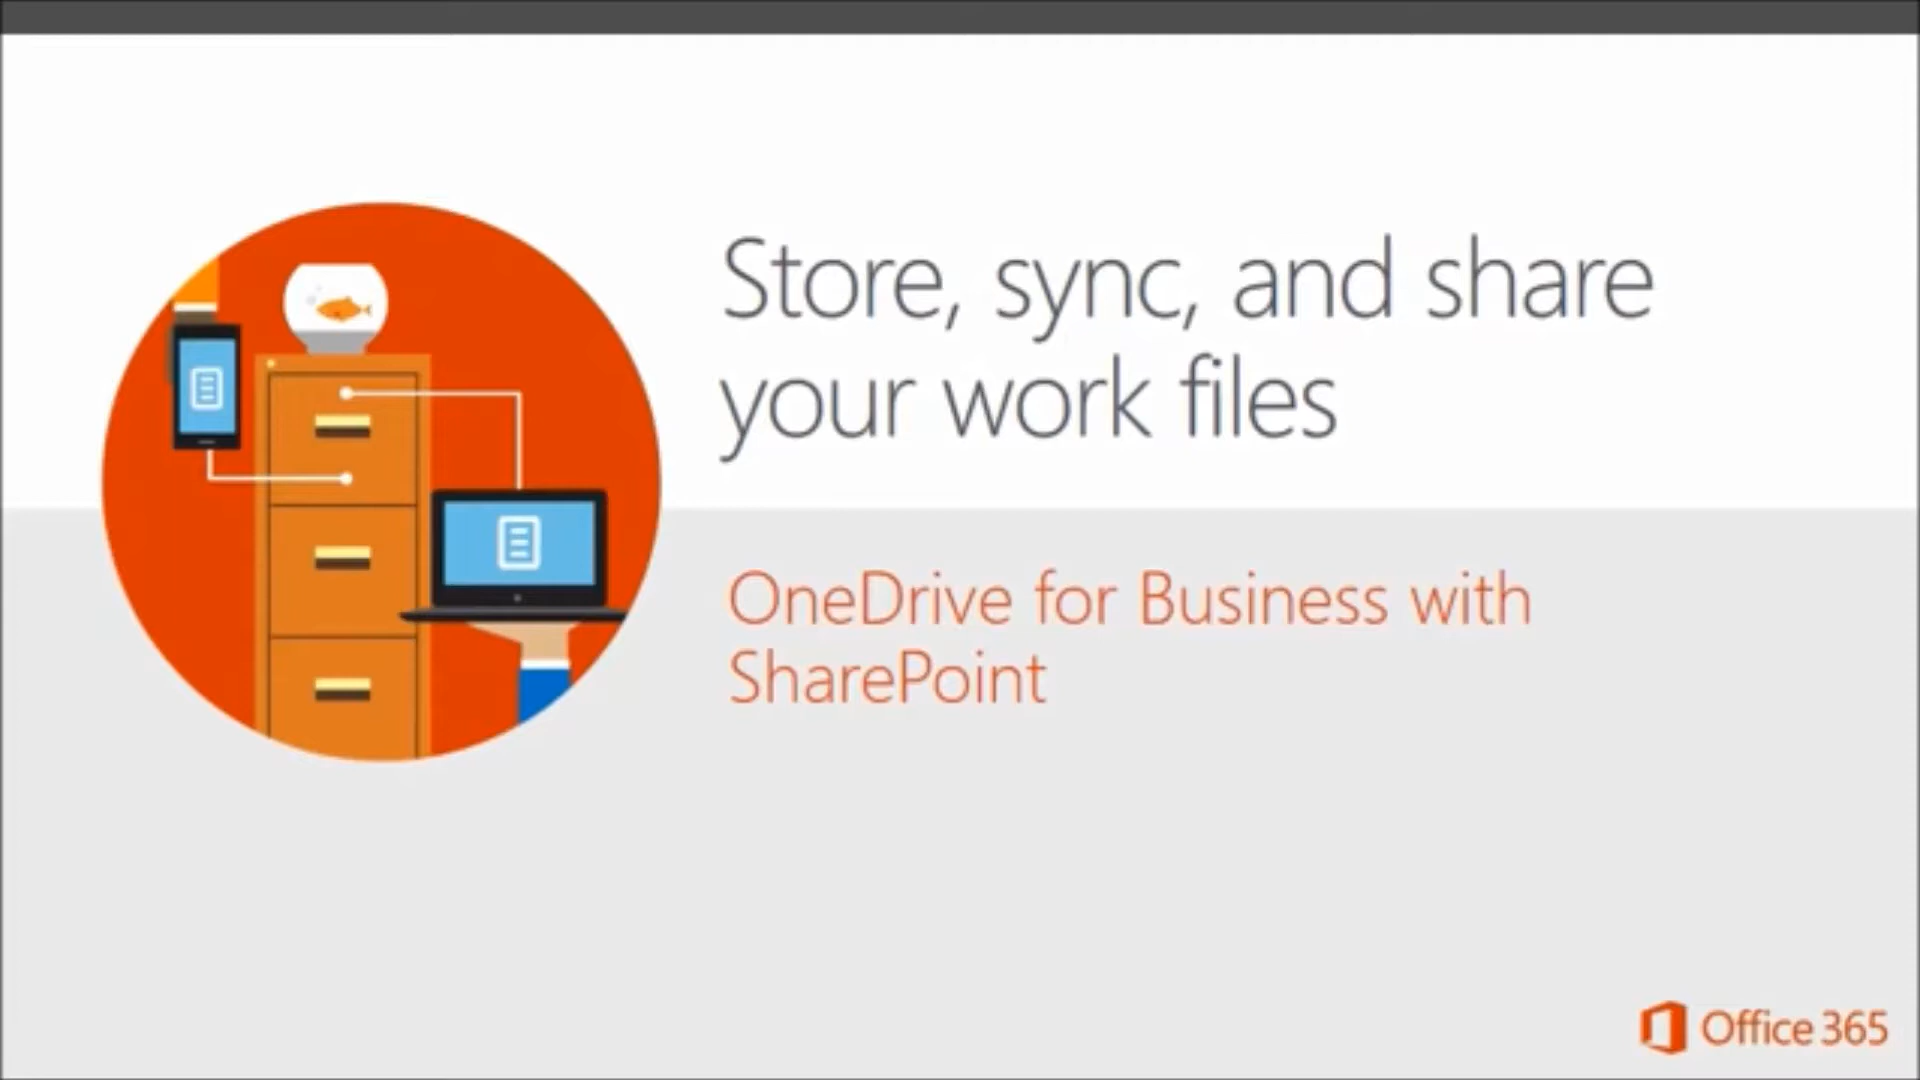 Store, sync, and share
your work files
OneDrive for Business with
SharePoint
Office 365